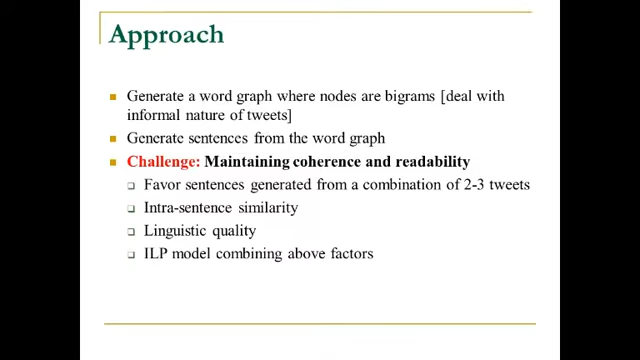 Approach
Generate a word graph where nodes are bigrams [deal with
informal nature of tweets]
Generate sentences from the word graph
Challenge: Maintaining coherence and readability
Favor sentences generated from a combination of 2-3 tweets
Intra-sentence similarity
Linguistic quality
ILP model combining above factors